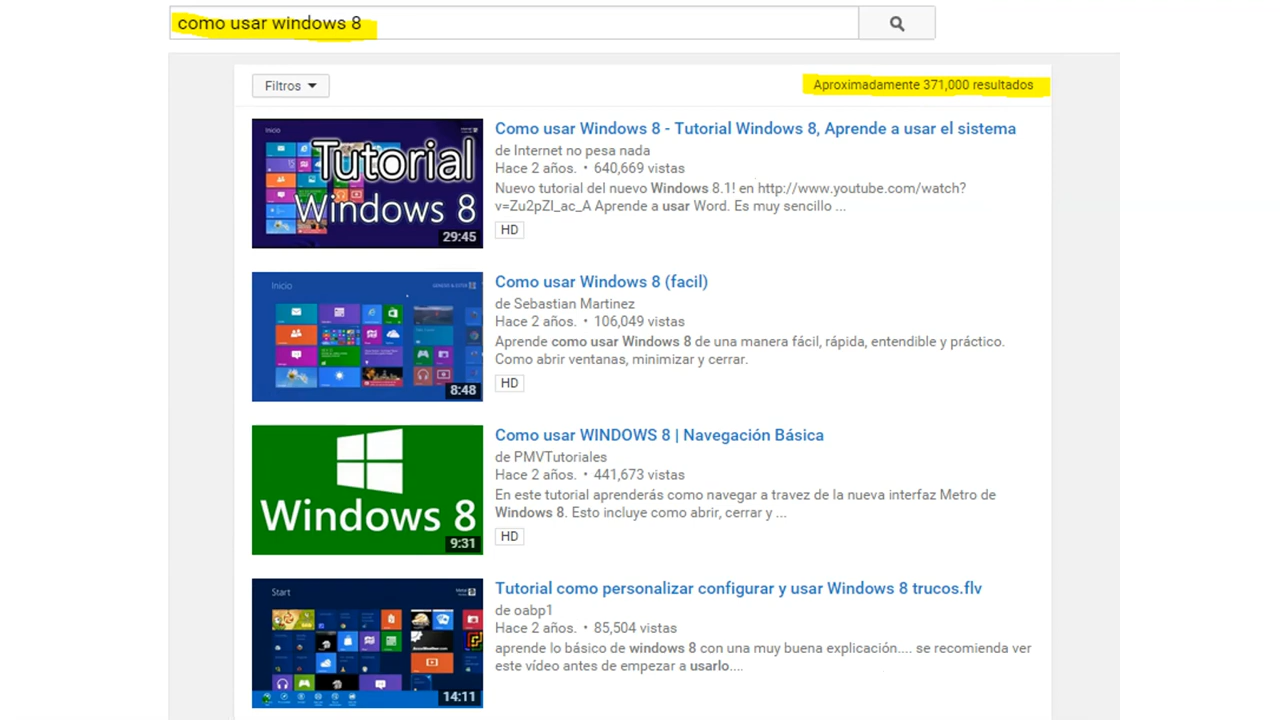 como usar windows 8
Filtros
Aproximadamente 371,000 resultados
Inicio
Tutorial
Windows 8
29:45
Como usar Windows 8 - Tutorial Windows 8, Aprende a usar el sistema
de Internet no pesa nada
Hace 2 años. • 640,669 vistas
Nuevo tutorial del nuevo Windows 8.1! en http://www.youtube.com/watch?
v=Zu2pZI_ac_A Aprende a usar Word. Es muy sencillo ...
HD
Inicio
8:48
Como usar Windows 8 (facil)
de Sebastian Martinez
Hace 2 años. • 106,049 vistas
Aprende como usar Windows 8 de una manera fácil, rápida, entendible y práctico.
Como abrir ventanas, minimizar y cerrar.
HD
Windows 8
9:31
Como usar WINDOWS 8 | Navegación Básica
de PMVTutoriales
Hace 2 años. • 441,673 vistas
En este tutorial aprenderás como navegar a travez de la nueva interfaz Metro de
Windows 8. Esto incluye como abrir, cerrar y ...
HD
Start
14:11
Tutorial como personalizar configurar y usar Windows 8 trucos.flv
de oabp1
Hace 2 años. • 85,504 vistas
aprende lo básico de windows 8 con una muy buena explicación.... se recomienda ver
este vídeo antes de empezar a usarlo....